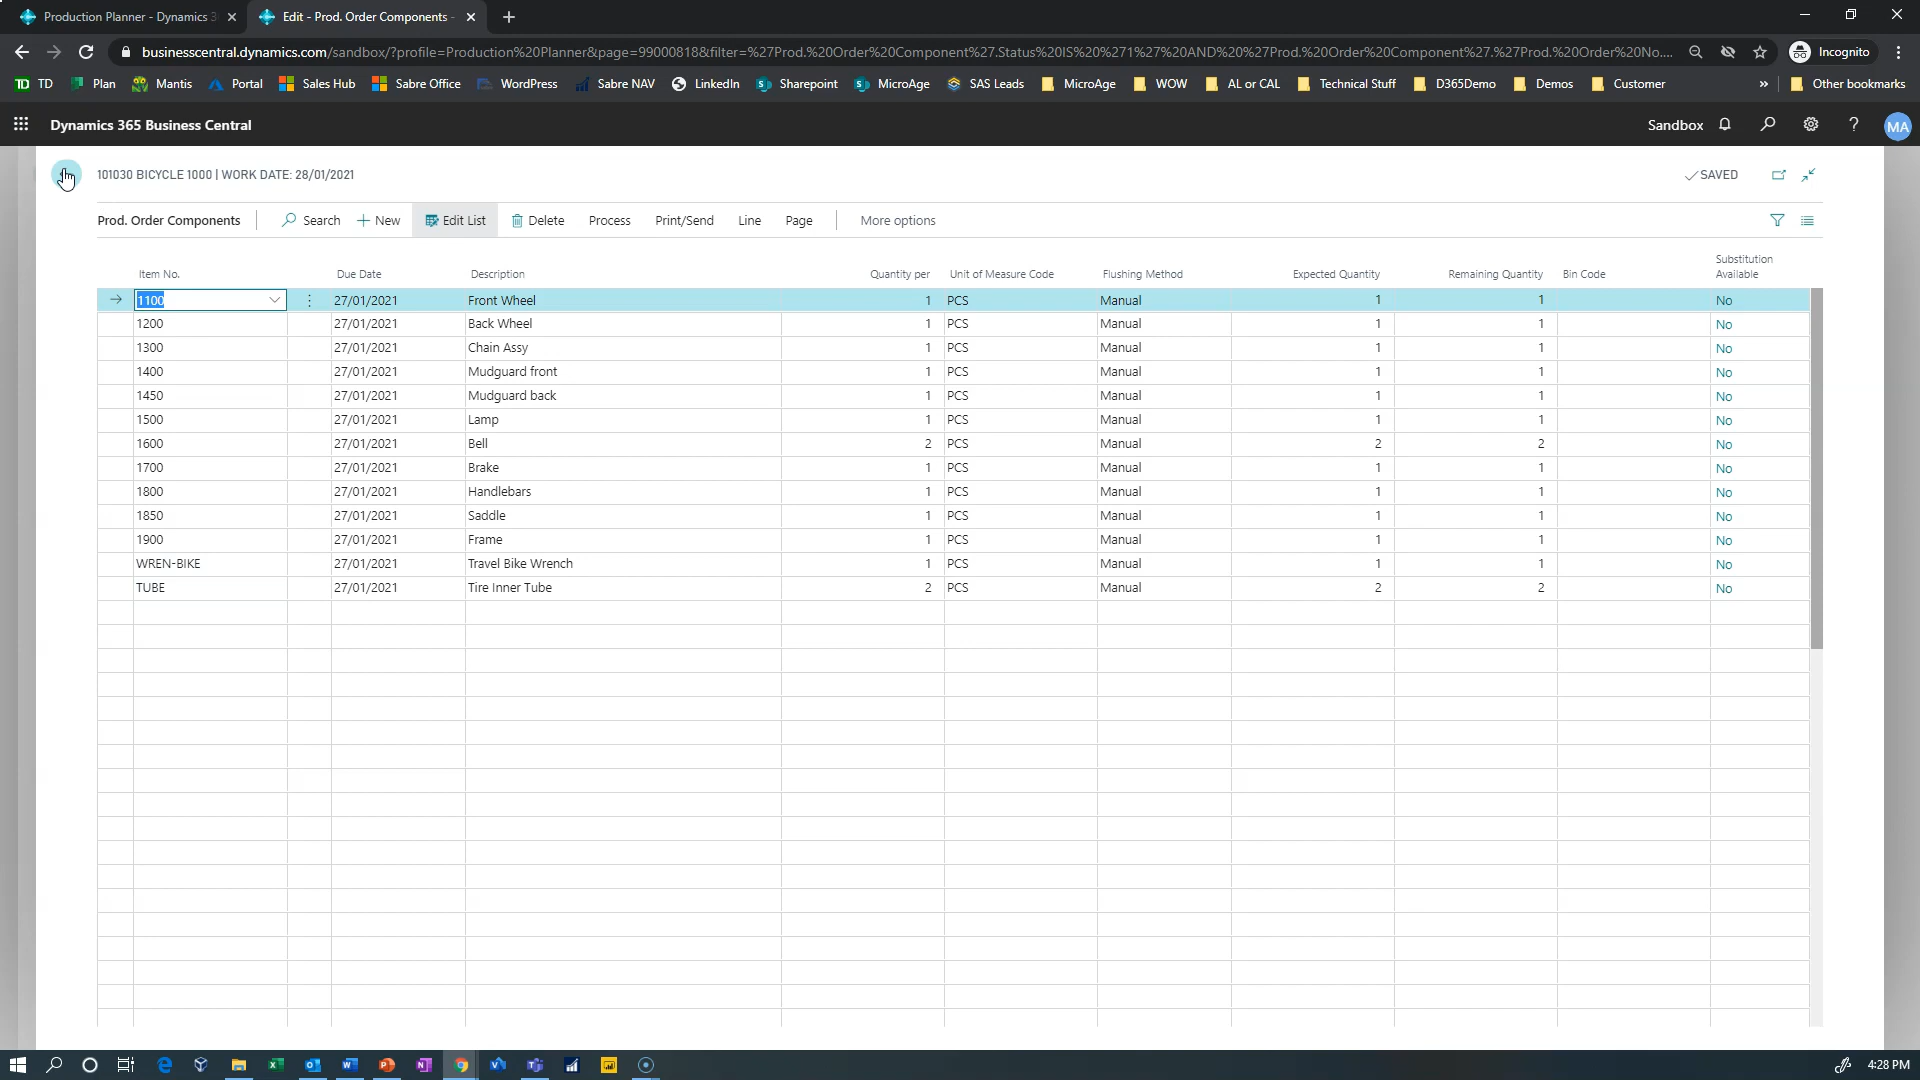 Production Planner - Dynamics 3
Edit - Prod. Order Components -
Incognito
businesscentral.dynamics.com/sandbox/?profile=Production%20Planner&page=99000818&filter=%27Prod.%20Order%20Component%27.Status%20IS%20%271%27%20AND%20%27Prod.%20Order%20Component%27.%27Prod.%20Order%20No....
TD TD Plan Mantis Portal Sales Hub Sabre Office WordPress Sabre NAV LinkedIn Sharepoint MicroAge SAS Leads MicroAge WOW AL or CAL Technical Stuff D365Demo Demos Customer » Other bookmarks
Dynamics 365 Business Central Sandbox ? MA
101030 BICYCLE 1000 | WORK DATE: 28/01/2021 SAVED
Prod. Order Components Search New Edit List Delete Process Print/Send Line Page More options
Item No. Due Date Description Quantity per Unit of Measure Code Flushing Method Expected Quantity Remaining Quantity Bin Code Substitution Available
1100 27/01/2021 Front Wheel 1 PCS Manual 1 1 No
1200 27/01/2021 Back Wheel 1 PCS Manual 1 1 No
1300 27/01/2021 Chain Assy 1 PCS Manual 1 1 No
1400 27/01/2021 Mudguard front 1 PCS Manual 1 1 No
1450 27/01/2021 Mudguard back 1 PCS Manual 1 1 No
1500 27/01/2021 Lamp 1 PCS Manual 1 1 No
1600 27/01/2021 Bell 2 PCS Manual 2 2 No
1700 27/01/2021 Brake 1 PCS Manual 1 1 No
1800 27/01/2021 Handlebars 1 PCS Manual 1 1 No
1850 27/01/2021 Saddle 1 PCS Manual 1 1 No
1900 27/01/2021 Frame 1 PCS Manual 1 1 No
WREN-BIKE 27/01/2021 Travel Bike Wrench 1 PCS Manual 1 1 No
TUBE 27/01/2021 Tire Inner Tube 2 PCS Manual 2 2 No
4:28 PM